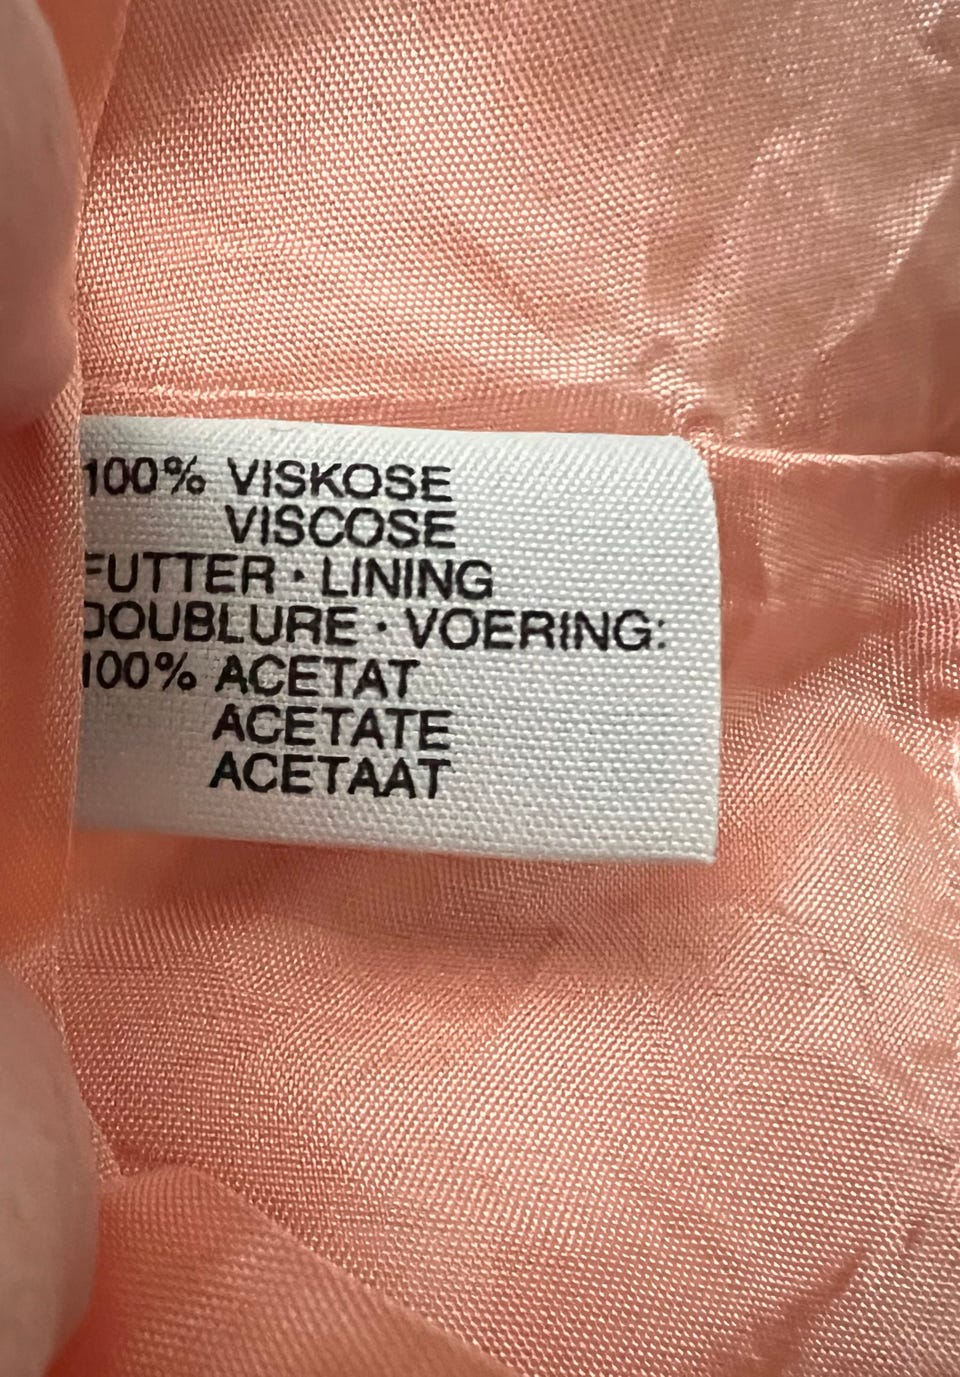 100% VISKOSE
VISCOSE
FUTTER · LINING
DOUBLURE · VOERING:
100% ACETAT
ACETATE
ACETAAT